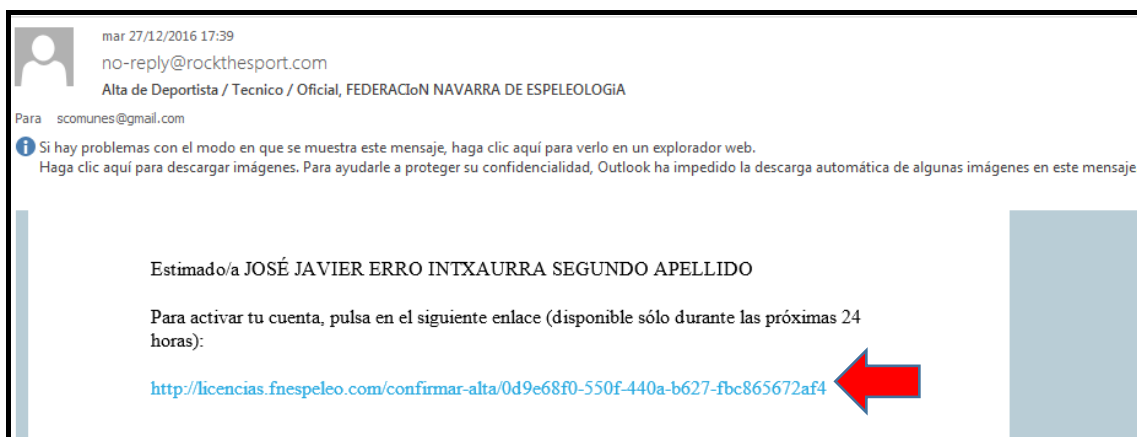 mar 27/12/2016 17:39
no-reply@rockthesport.com
Alta de Deportista / Tecnico / Oficial, FEDERACIoN NAVARRA DE ESPELEOLOGiA
Para scomunes@gmail.com
Si hay problemas con el modo en que se muestra este mensaje, haga clic aquí para verlo en un explorador web.
Haga clic aquí para descargar imágenes. Para ayudarle a proteger su confidencialidad, Outlook ha impedido la descarga automática de algunas imágenes en este mensaje
Estimado/a JOSÉ JAVIER ERRO INTXAURRA SEGUNDO APELLIDO
Para activar tu cuenta, pulsa en el siguiente enlace (disponible sólo durante las próximas 24
horas):
http://licencias.fnespeleo.com/confirmar-alta/0d9e68f0-550f-440a-b627-fbc865672af4